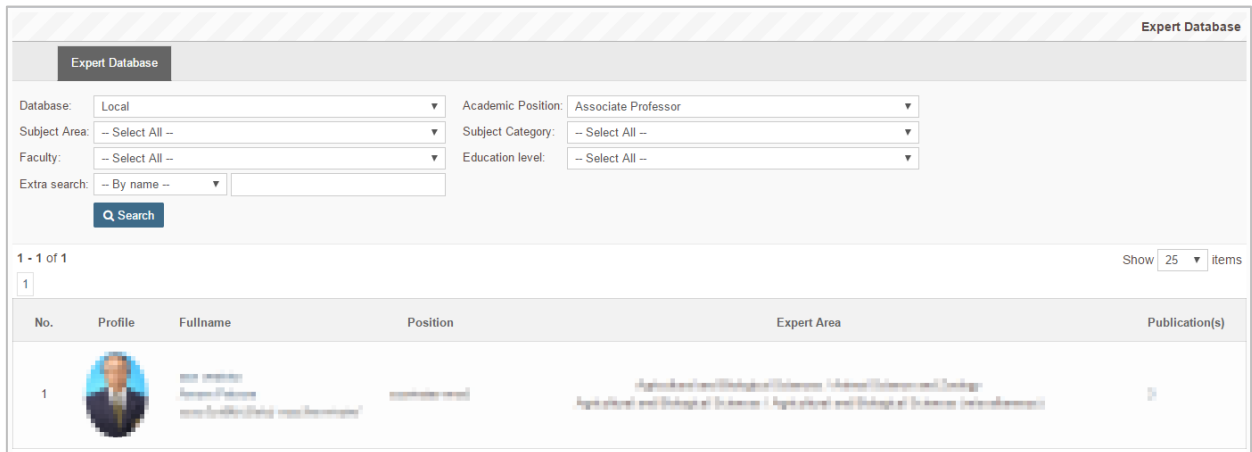 Expert Database
Expert Database
Database: Local ▼ Academic Position: Associate Professor ▼
Subject Area: -- Select All -- ▼ Subject Category: -- Select All -- ▼
Faculty: -- Select All -- ▼ Education level: -- Select All -- ▼
Extra search: -- By name -- ▼
Search
1 - 1 of 1 Show 25 ▼ items
1
No. Profile Fullname Position Expert Area Publication(s)
1